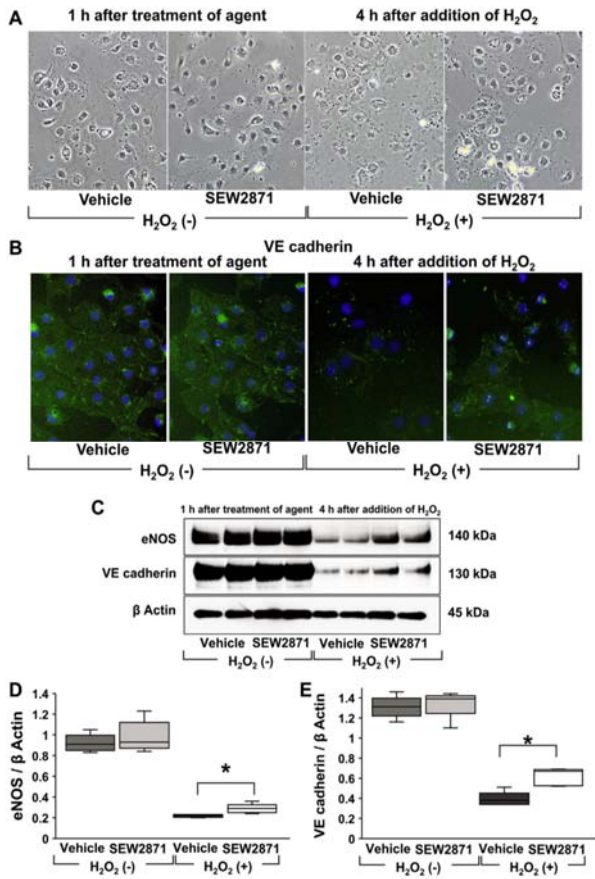 A
1 h after treatment of agent 4 h after addition of H₂O₂
Vehicle SEW2871 Vehicle SEW2871
H₂O₂ (-) H₂O₂ (+)
B
VE cadherin
1 h after treatment of agent 4 h after addition of H₂O₂
Vehicle SEW2871 Vehicle SEW2871
H₂O₂ (-) H₂O₂ (+)
C
1 h after treatment of agent 4 h after addition of H₂O₂
eNOS 140 kDa
VE cadherin 130 kDa
β Actin 45 kDa
Vehicle SEW2871 Vehicle SEW2871
H₂O₂ (-) H₂O₂ (+)
D
eNOS / β Actin
1.4
1.2
1
0.8
0.6
0.4
0.2
0
*
Vehicle SEW2871 Vehicle SEW2871
H₂O₂ (-) H₂O₂ (+)
E
VE cadherin / β Actin
1.4
1.2
1
0.8
0.6
0.4
0.2
0
*
Vehicle SEW2871 Vehicle SEW2871
H₂O₂ (-) H₂O₂ (+)